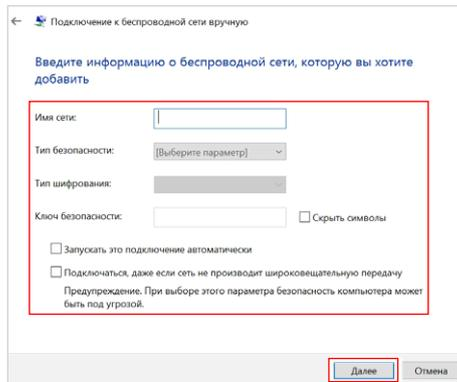 Подключение к беспроводной сети вручную
Введите информацию о беспроводной сети, которую вы хотите
добавить
Имя сети:
Тип безопасности:
[Выберите параметр]
Тип шифрования:
Ключ безопасности:
Скрыть символы
Запускать это подключение автоматически
Подключаться, даже если сеть не производит широковещательную передачу
Предупреждение. При выборе этого параметра безопасность компьютера может
быть под угрозой.
Далее
Отмена